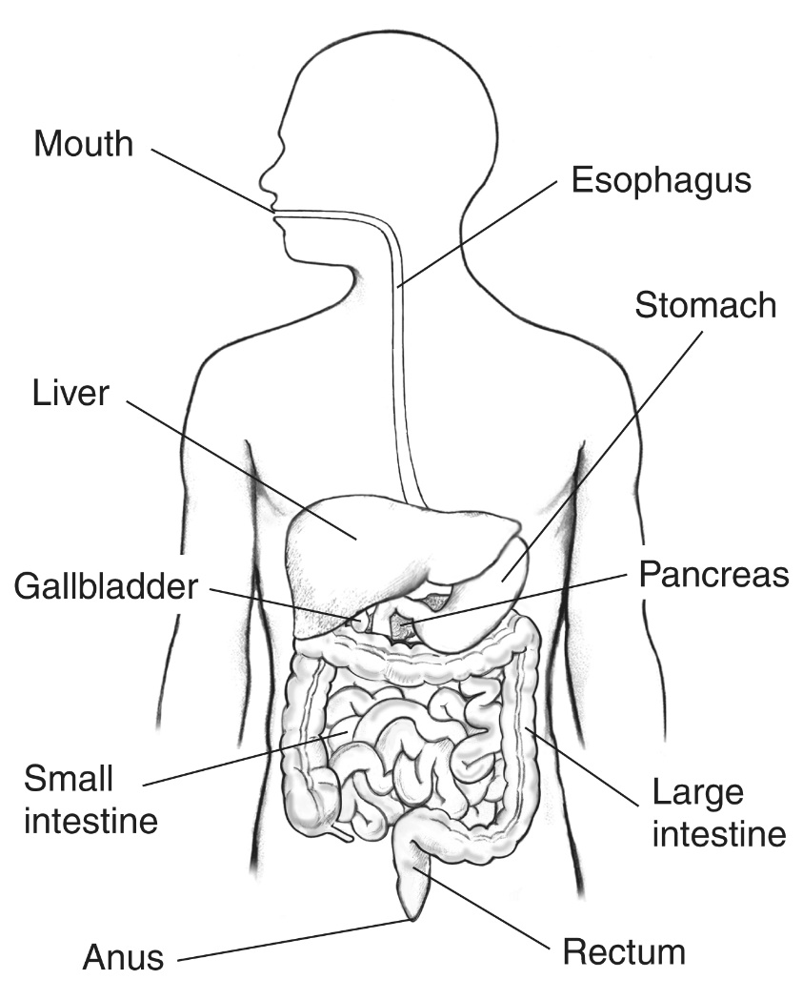 Mouth
Esophagus
Stomach
Liver
Gallbladder
Pancreas
Small
intestine
Large
intestine
Anus
Rectum